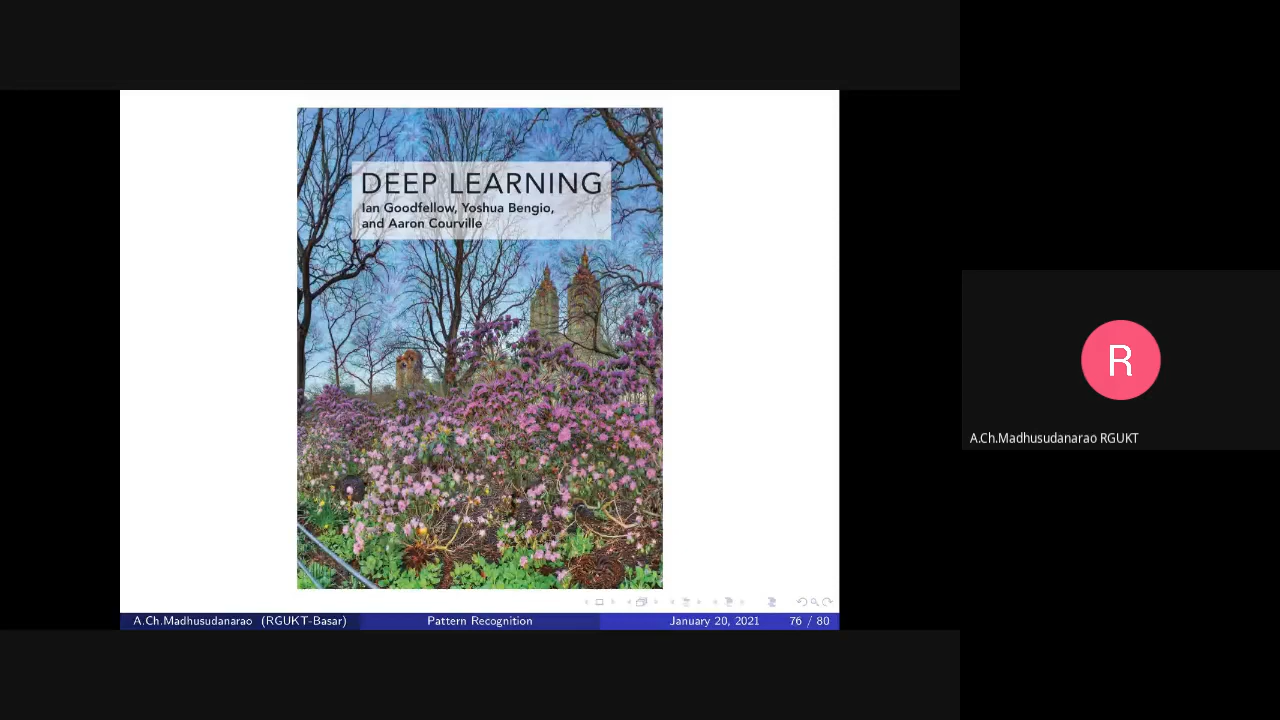 DEEP LEARNING
Ian Goodfellow, Yoshua Bengio,
and Aaron Courville
A.Ch.Madhusudanarao (RGUKT-Basar)
Pattern Recognition
January 20, 2021
76 / 80
R
A.Ch.Madhusudanarao RGUKT